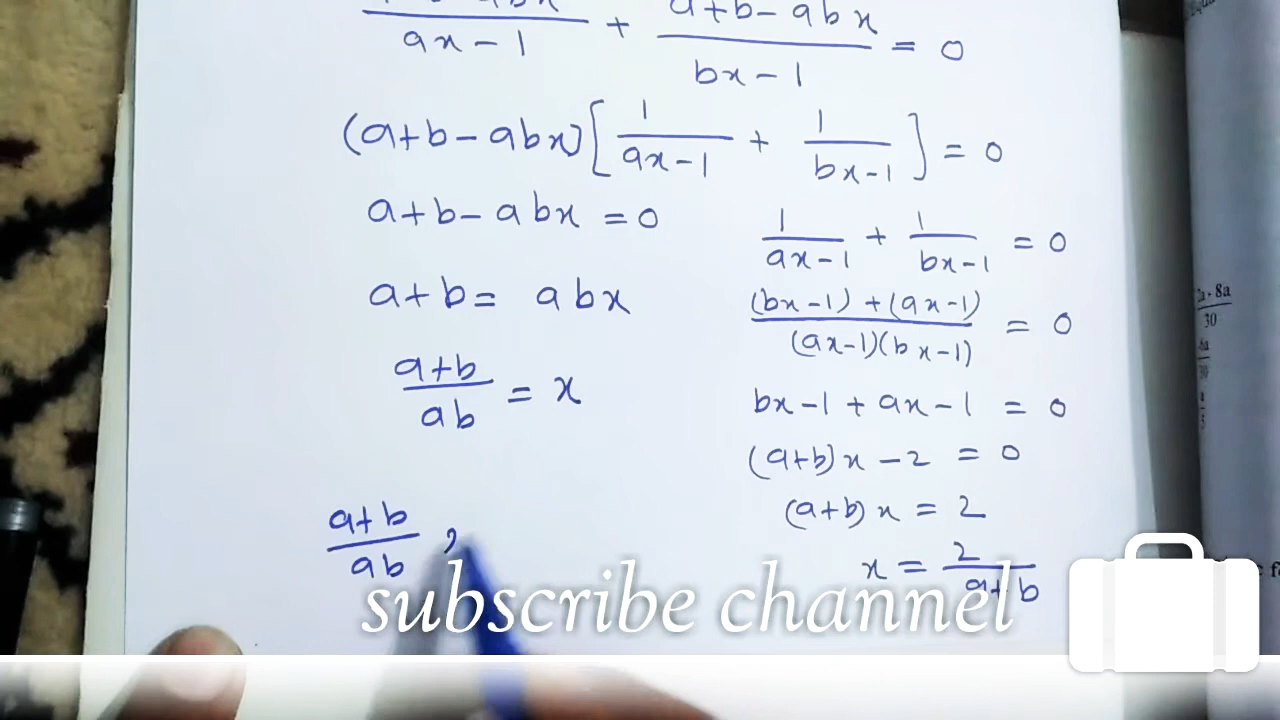 ax - 1 + a+b - abx / bx - 1 = 0
(a+b - abx) [ 1/ax-1 + 1/bx-1 ] = 0
a+b - abx = 0
a+b = abx
a+b/ab = x
a+b/ab ,
1/ax-1 + 1/bx-1 = 0
(bx-1) + (ax-1) / (ax-1)(bx-1) = 0
bx-1 + ax-1 = 0
(a+b)x - 2 = 0
(a+b)x = 2
x = 2/a+b
subscribe channel
- 8a
30